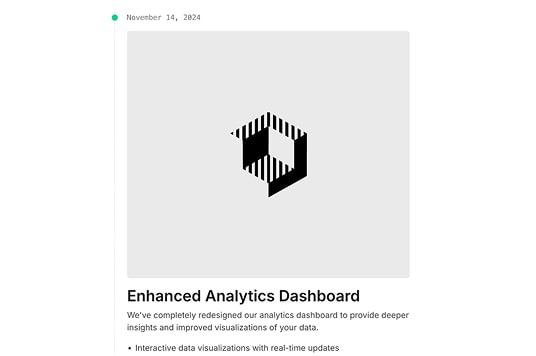 November 14, 2024
Enhanced Analytics Dashboard
We've completely redesigned our analytics dashboard to provide deeper
insights and improved visualizations of your data.
• Interactive data visualizations with real-time updates